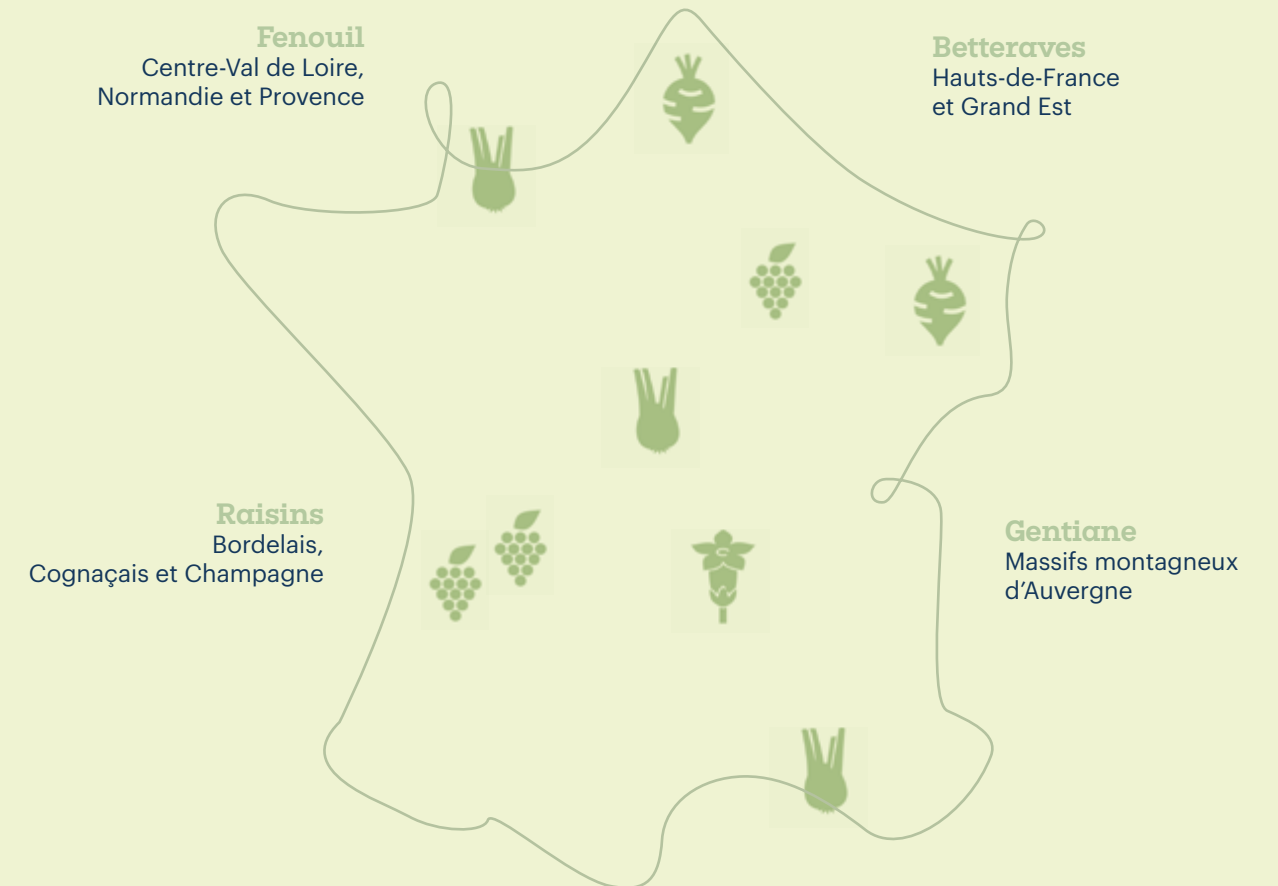 Fenouil
Centre-Val de Loire,
Normandie et Provence
Betteraves
Hauts-de-France
et Grand Est
Raisins
Bordelais,
Cognaçais et Champagne
Gentiane
Massifs montagneux
d’Auvergne